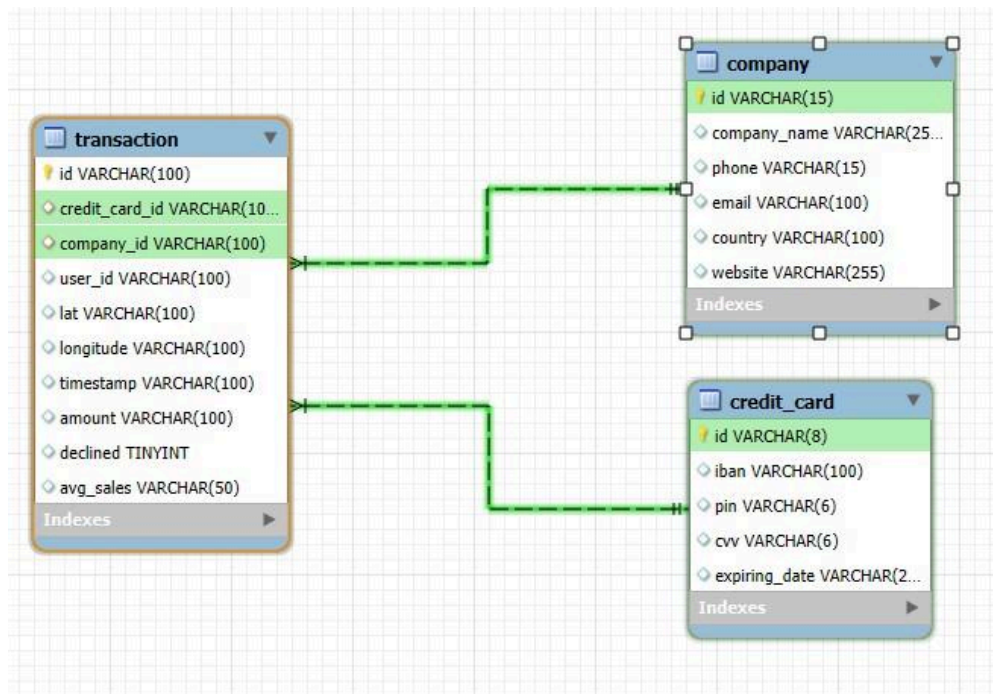 transaction
id VARCHAR(100)
credit_card_id VARCHAR(10...
company_id VARCHAR(100)
user_id VARCHAR(100)
lat VARCHAR(100)
longitude VARCHAR(100)
timestamp VARCHAR(100)
amount VARCHAR(100)
declined TINYINT
avg_sales VARCHAR(50)
Indexes
company
id VARCHAR(15)
company_name VARCHAR(25...
phone VARCHAR(15)
email VARCHAR(100)
country VARCHAR(100)
website VARCHAR(255)
Indexes
credit_card
id VARCHAR(8)
iban VARCHAR(100)
pin VARCHAR(6)
cvv VARCHAR(6)
expiring_date VARCHAR(2...
Indexes